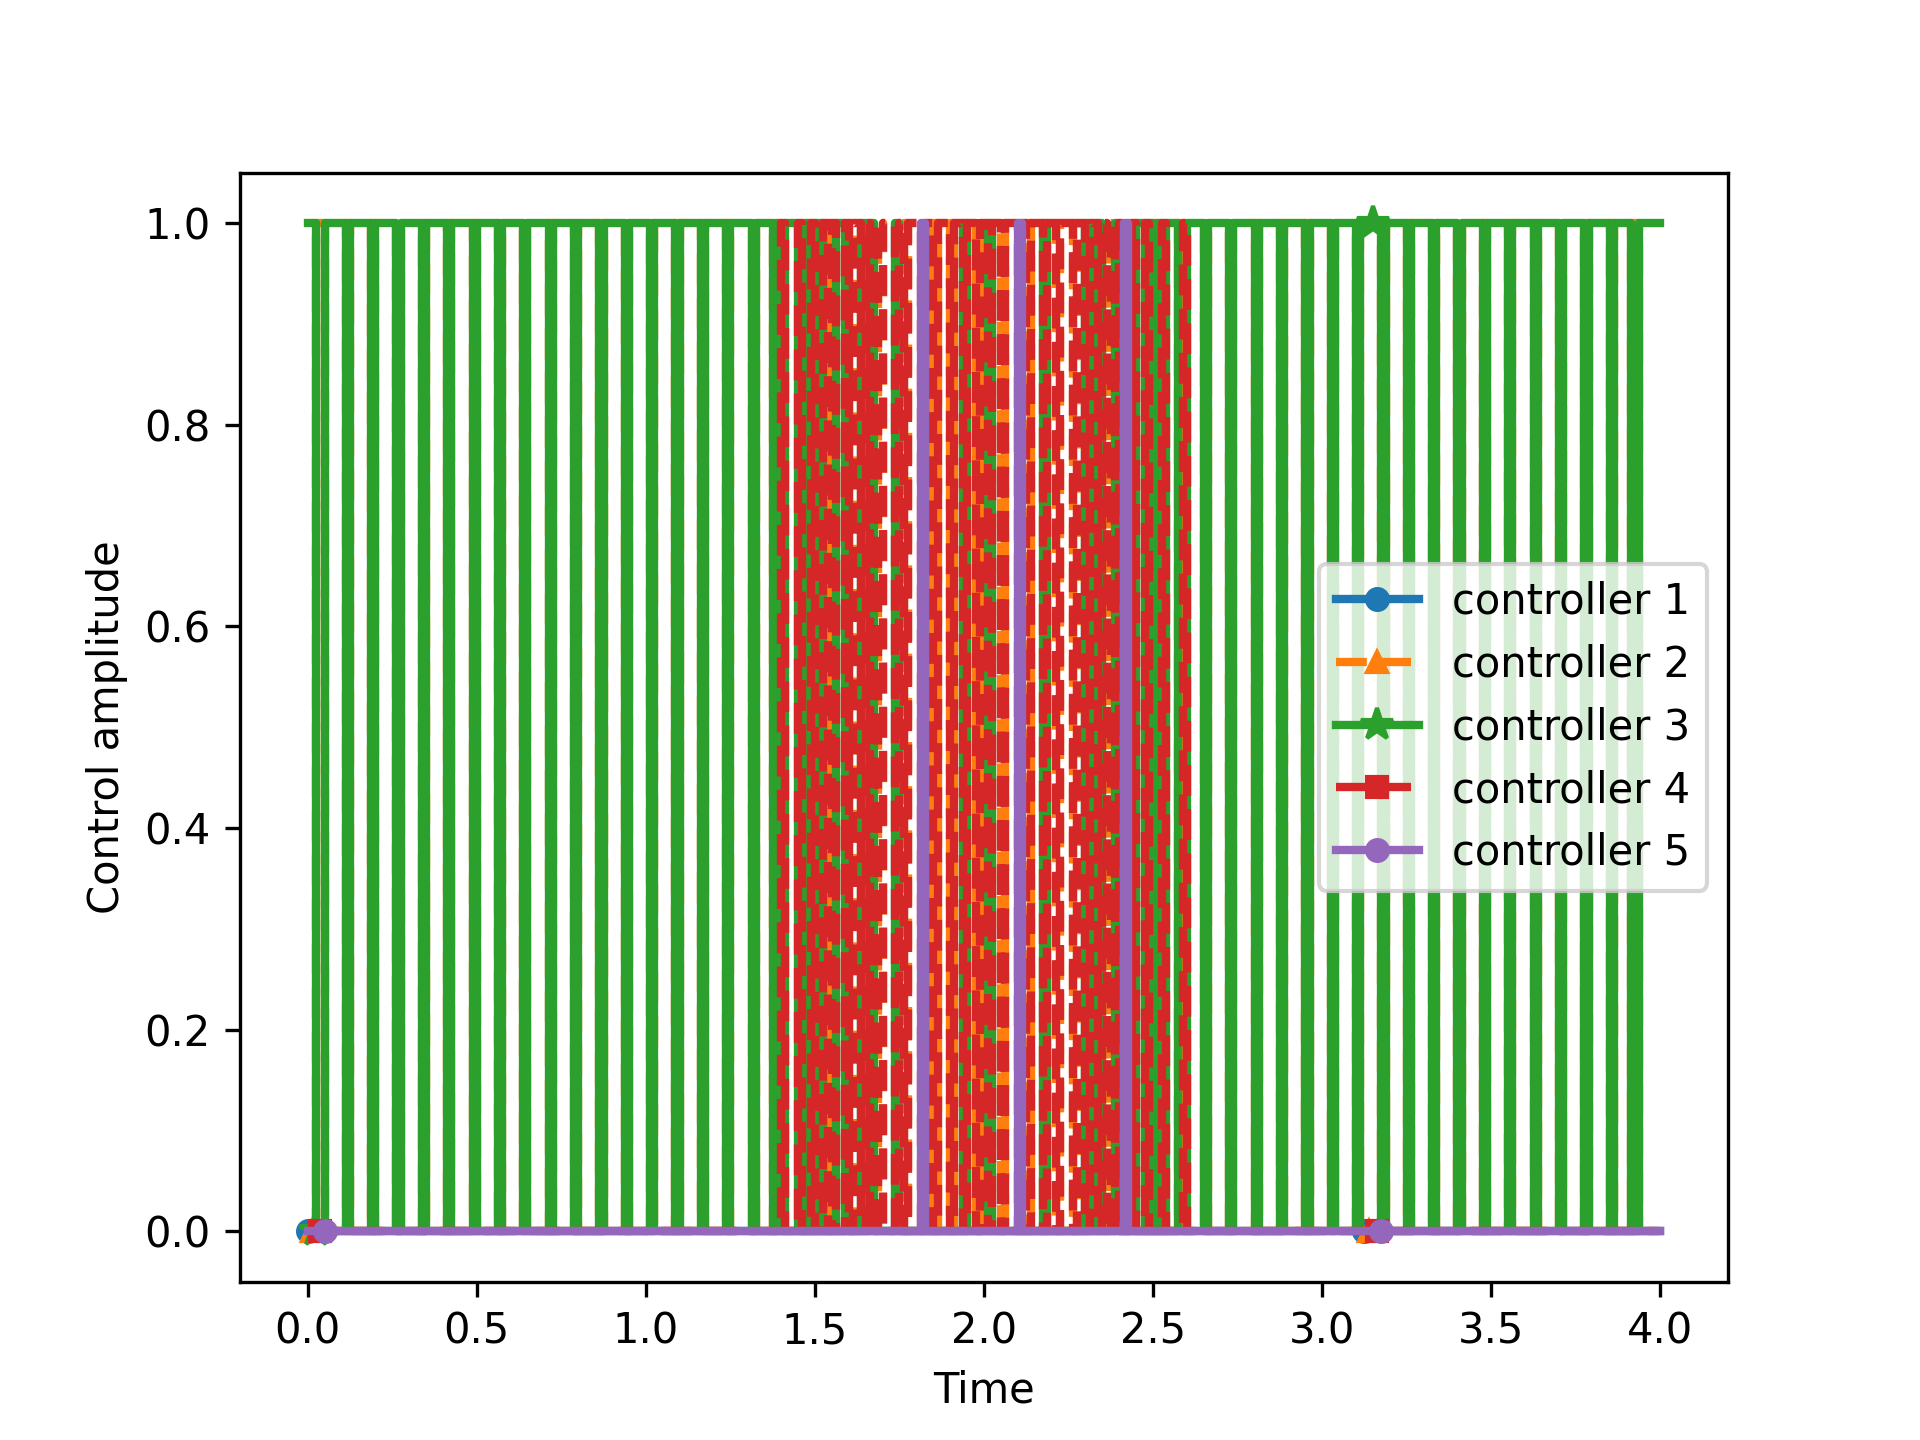 1.0
0.8
0.6
0.4
0.2
0.0
Control amplitude
controller 1
controller 2
controller 3
controller 4
controller 5
0.0 0.5 1.0 1.5 2.0 2.5 3.0 3.5 4.0
Time